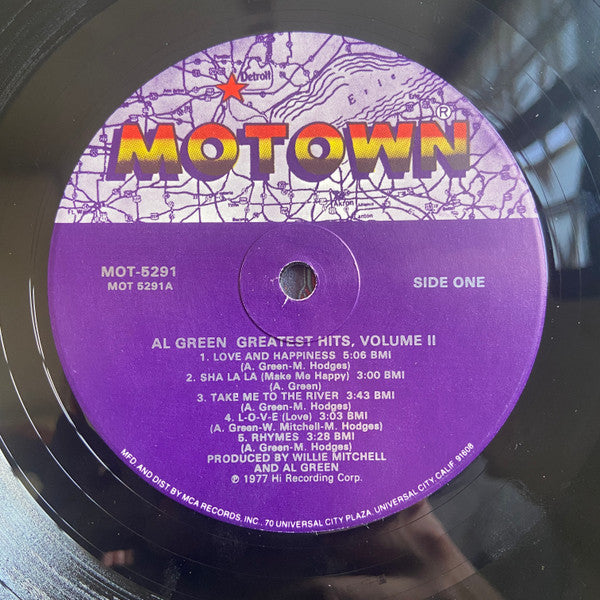 Detroit
Erie
MOTOWN®
Akron
MOT-5291
MOT 5291A
SIDE ONE
AL GREEN GREATEST HITS, VOLUME II
1. LOVE AND HAPPINESS 5:06 BMI
(A. Green-M. Hodges)
2. SHA LA LA (Make Me Happy) 3:00 BMI
(A. Green)
3. TAKE ME TO THE RIVER 3:43 BMI
(A. Green-M. Hodges)
4. L-O-V-E (Love) 3:03 BMI
(A. Green-W. Mitchell-M. Hodges)
5. RHYMES 3:28 BMI
(A. Green-M. Hodges)
PRODUCED BY WILLIE MITCHELL
AND AL GREEN
℗ 1977 Hi Recording Corp.
MFD. AND DIST BY MCA RECORDS, INC., 70 UNIVERSAL CITY PLAZA, UNIVERSAL CITY, CALIF. 91608